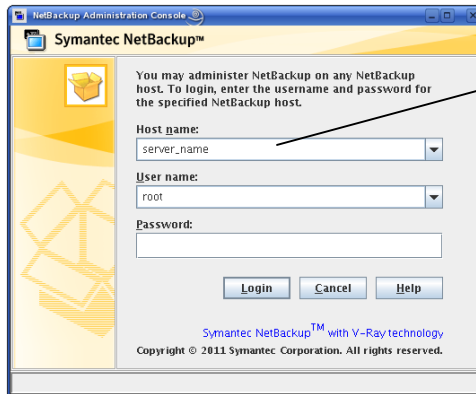 NetBackup Administration Console
Symantec NetBackup™
You may administer NetBackup on any NetBackup
host. To login, enter the username and password for
the specified NetBackup host.
Host name:
server_name
User name:
root
Password:
Login Cancel Help
Symantec NetBackup™ with V-Ray technology
Copyright © 2011 Symantec Corporation. All rights reserved.